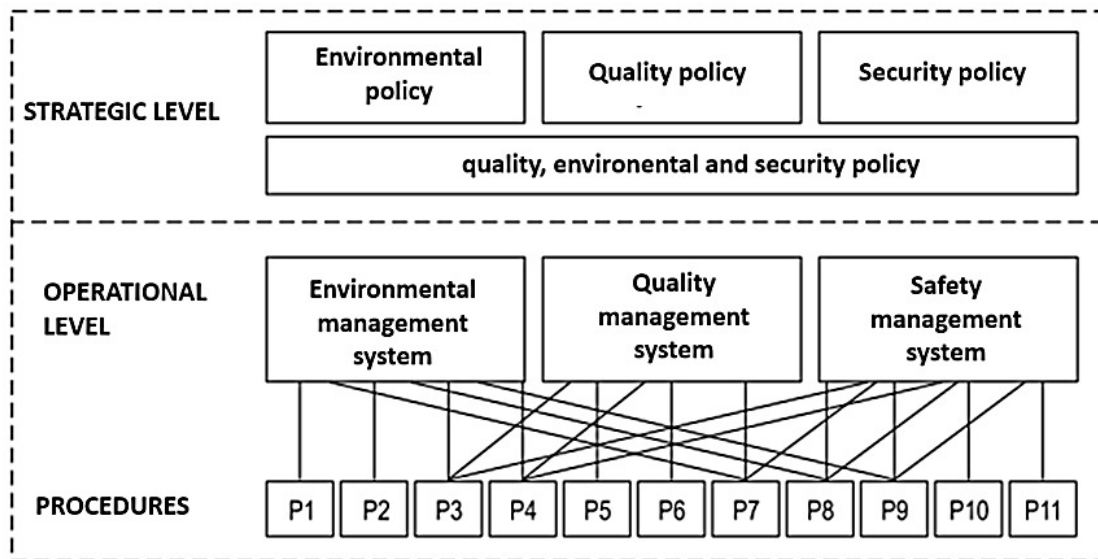 STRATEGIC LEVEL
Environmental
policy
Quality policy
Security policy
quality, environental and security policy
OPERATIONAL
LEVEL
Environmental
management
system
Quality
management
system
Safety
management
system
PROCEDURES
P1 P2 P3 P4 P5 P6 P7 P8 P9 P10 P11